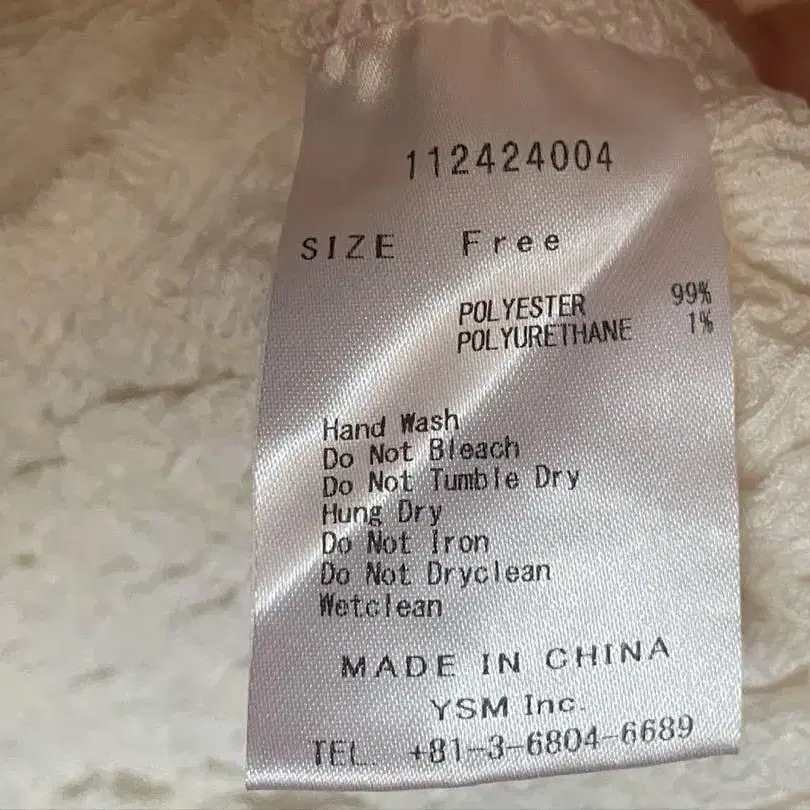 112424004
SIZE Free
POLYESTER 99%
POLYURETHANE 1%
Hand Wash
Do Not Bleach
Do Not Tumble Dry
Hung Dry
Do Not Iron
Do Not Dryclean
Wetclean
MADE IN CHINA
YSM Inc.
TEL. +81-3-6804-6689